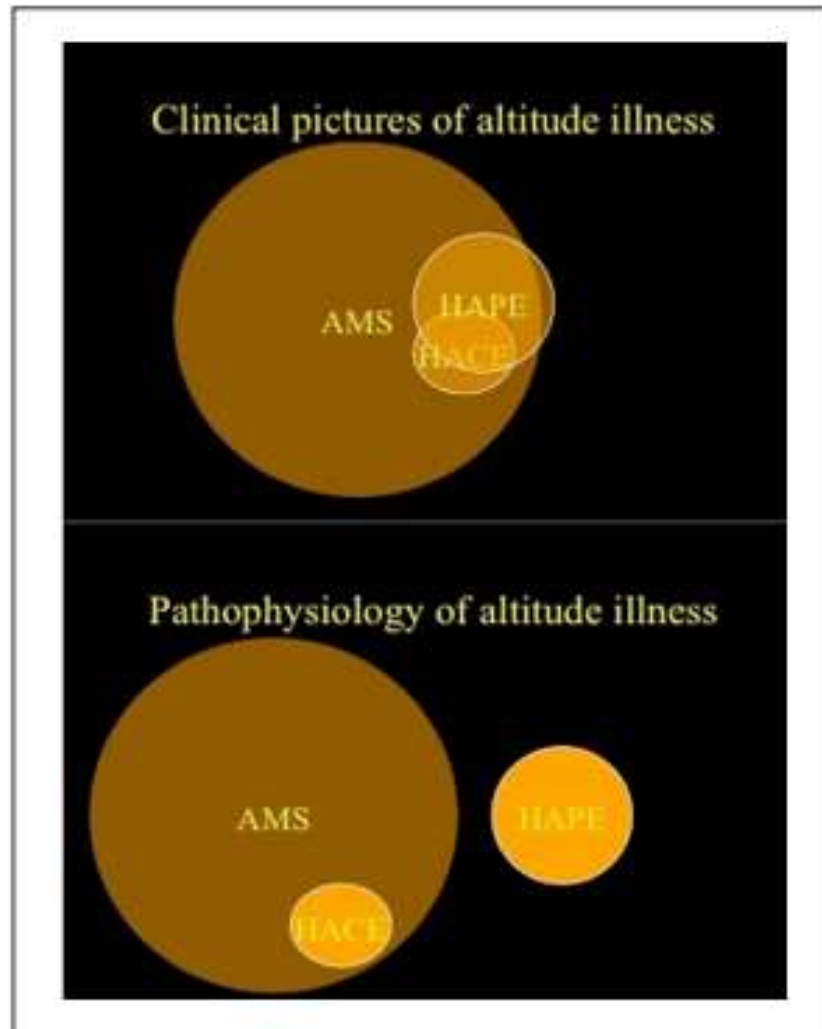 Clinical pictures of altitude illness
HAPE
AMS
HACE
Pathophysiology of altitude illness
AMS
HAPE
HACE